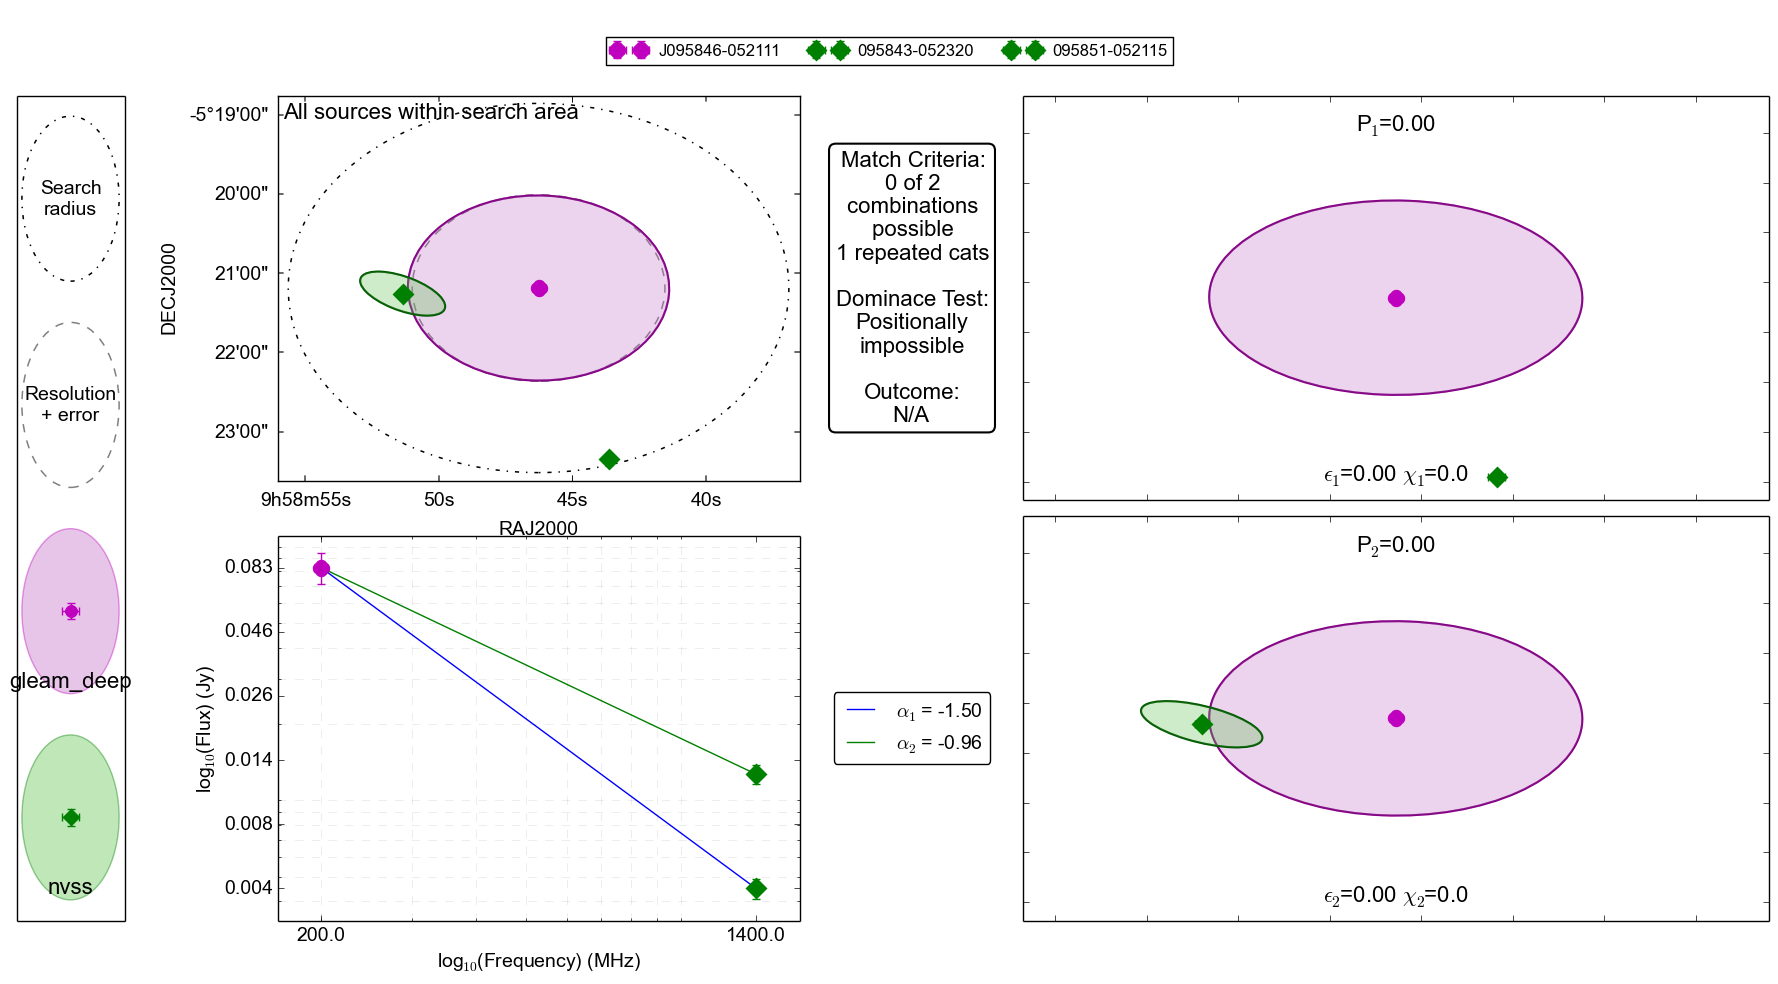 J095846-052111 095843-052320 095851-052115
Search
radius
Resolution
+ error
gleam_deep
nvss
All sources within search area
-5°19'00"
20'00"
21'00"
22'00"
23'00"
DECJ2000
9h58m55s 50s 45s 40s
RAJ2000
Match Criteria:
0 of 2
combinations
possible
1 repeated cats
Dominace Test:
Positionally
impossible
Outcome:
N/A
P₁=0.00
ϵ₁=0.00 χ₁=0.0
0.083
0.046
0.026
0.014
0.008
0.004
log₁₀(Flux) (Jy)
200.0 1400.0
log₁₀(Frequency) (MHz)
α₁ = -1.50
α₂ = -0.96
P₂=0.00
ϵ₂=0.00 χ₂=0.0